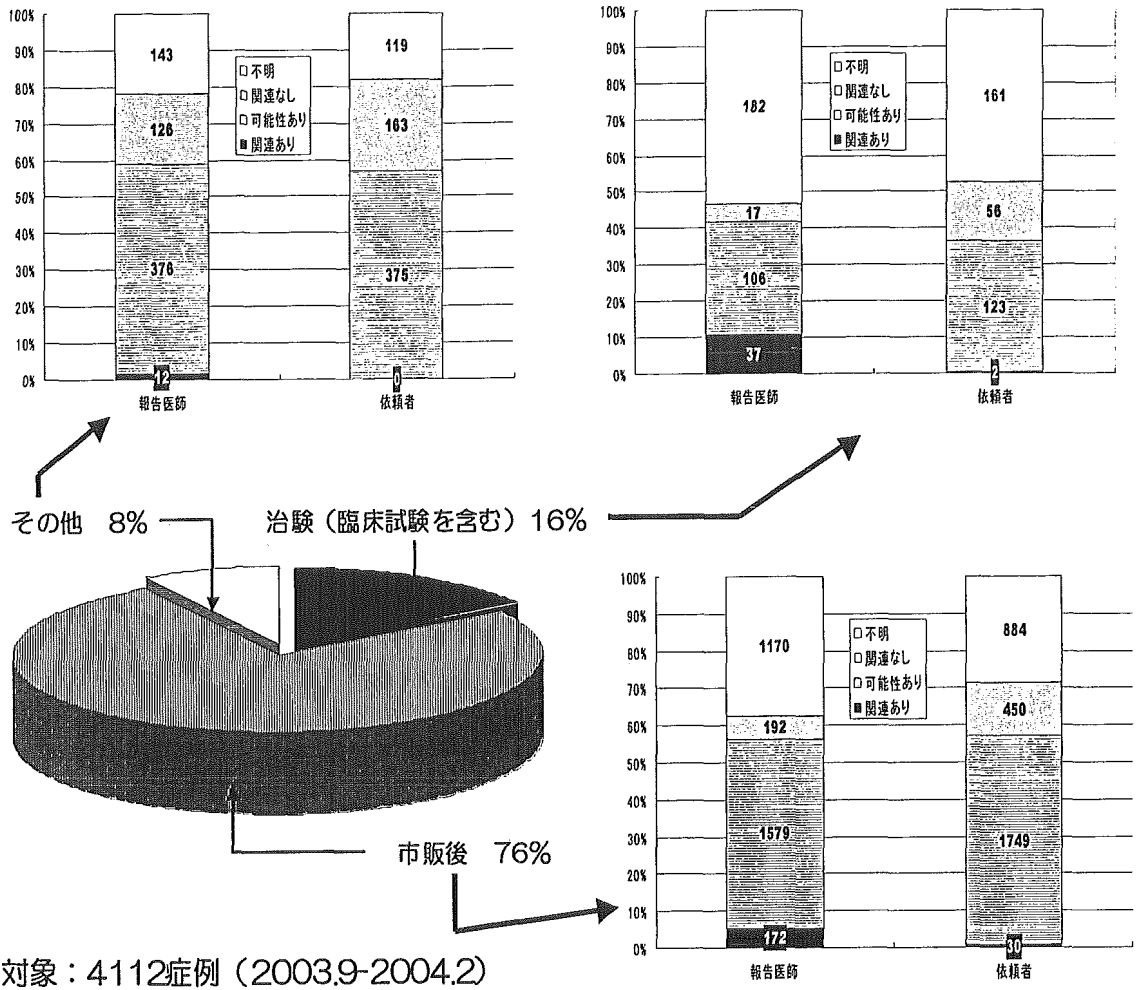 100%
90%
80%
70%
60%
50%
40%
30%
20%
10%
0%
143
126
376
12
119
163
375
0
□不明
□関連なし
□可能性あり
■関連あり
報告医師
依頼者
100%
90%
80%
70%
60%
50%
40%
30%
20%
10%
0%
182
17
106
37
161
56
123
2
□不明
□関連なし
□可能性あり
■関連あり
報告医師
依頼者
その他 8%
治験（臨床試験を含む）16%
市販後 76%
100%
90%
80%
70%
60%
50%
40%
30%
20%
10%
0%
1170
192
1579
172
884
450
1749
30
□不明
□関連なし
□可能性あり
■関連あり
報告医師
依頼者
対象：4112症例（2003.9-2004.2）